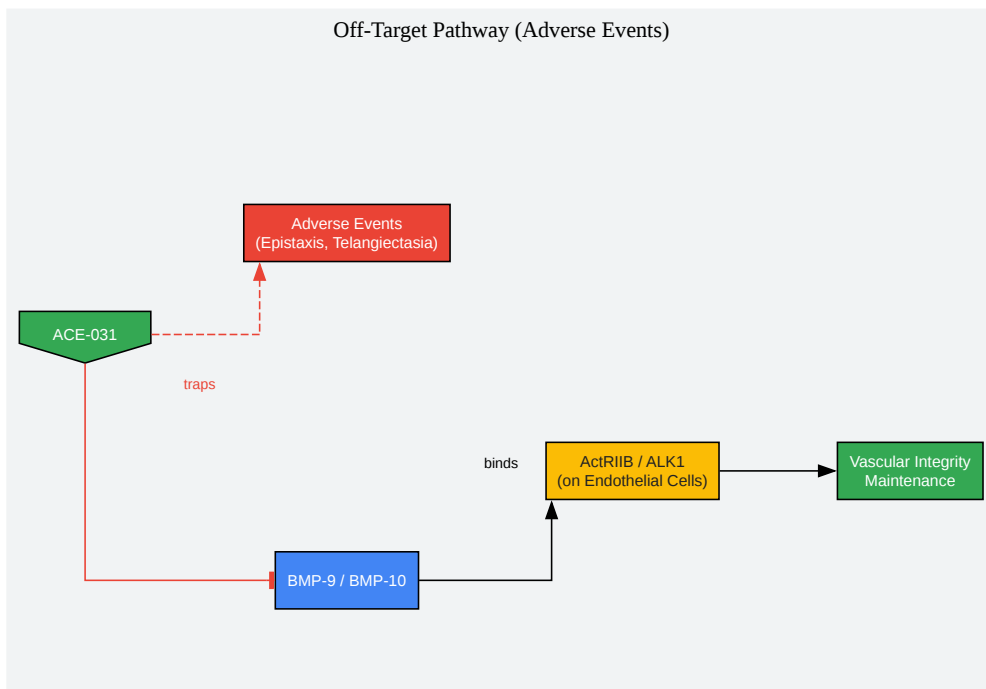 Off-Target Pathway (Adverse Events)
Adverse Events
(Epistaxis, Telangiectasia)
ACE-031
traps
binds
ActRIIB / ALK1
(on Endothelial Cells)
Vascular Integrity
Maintenance
BMP-9 / BMP-10